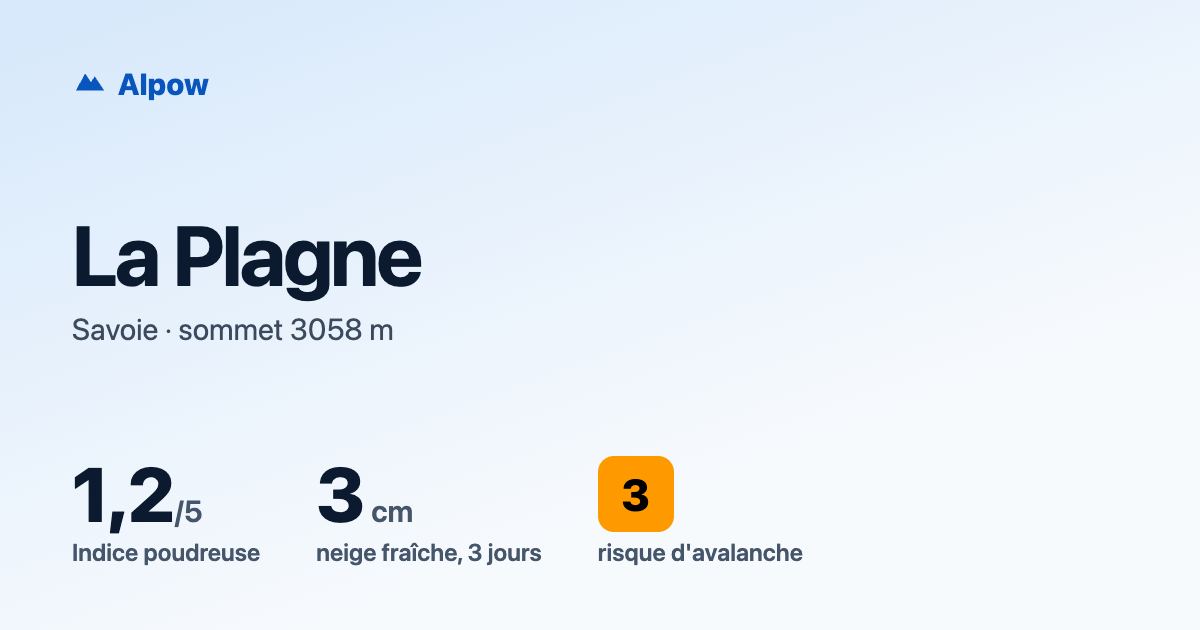 Alpow
La Plagne
Savoie · sommet 3058 m
1,2/5
Indice poudreuse
3 cm
neige fraîche, 3 jours
3
risque d'avalanche